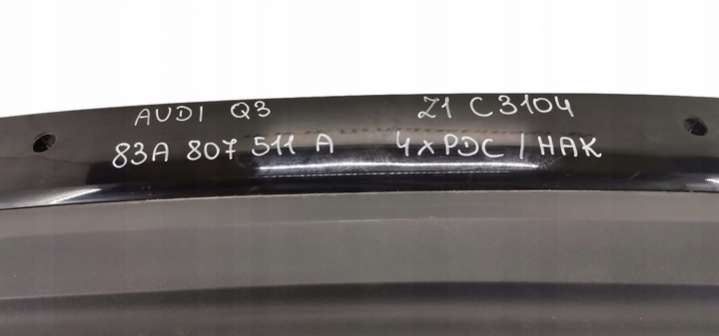 AUDI Q3 Z1 C3104
83A 807 511 A 4xPDC / HAK